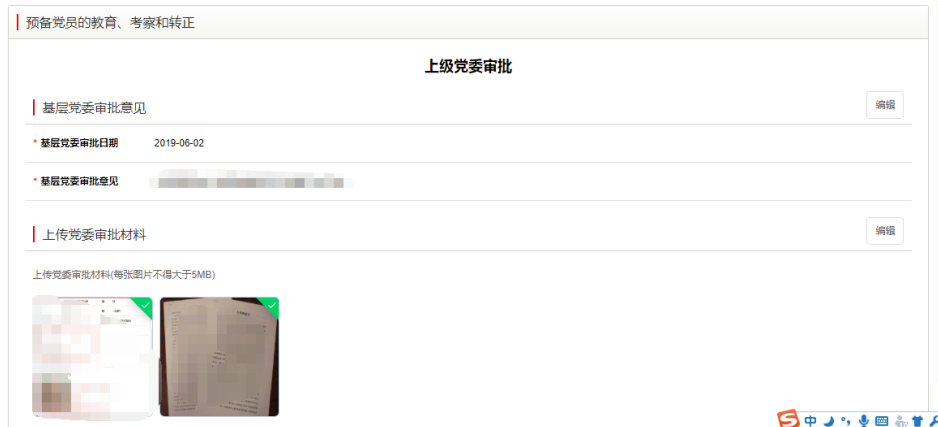 预备党员的教育、考察和转正
上级党委审批
基层党委审批意见
编辑
* 基层党委审批日期 2019-06-02
* 基层党委审批意见
上传党委审批材料
编辑
上传党委审批材料(每张图片不得大于5MB)
中